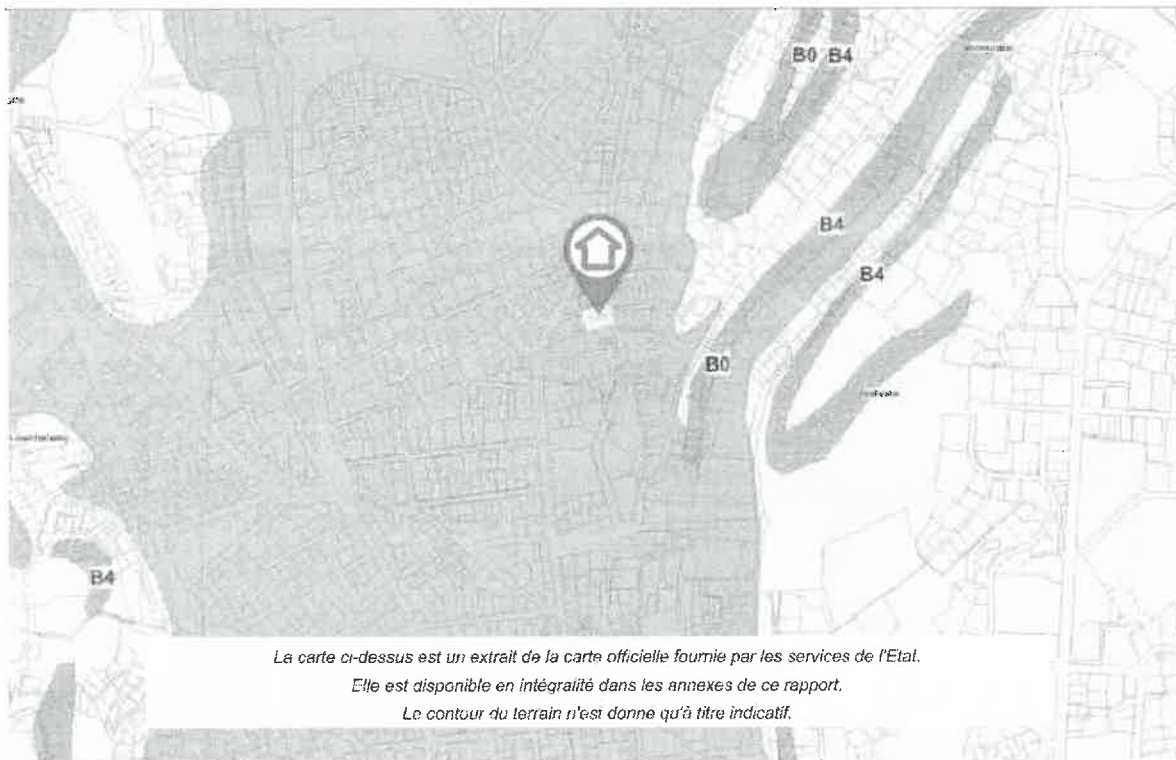 B0 B4
B4
B4
B0
B4
La carte ci-dessus est un extrait de la carte officielle fournie par les services de l'Etat.
Elle est disponible en intégralité dans les annexes de ce rapport.
Le contour du terrain n'est donne qu'à titre indicatif.